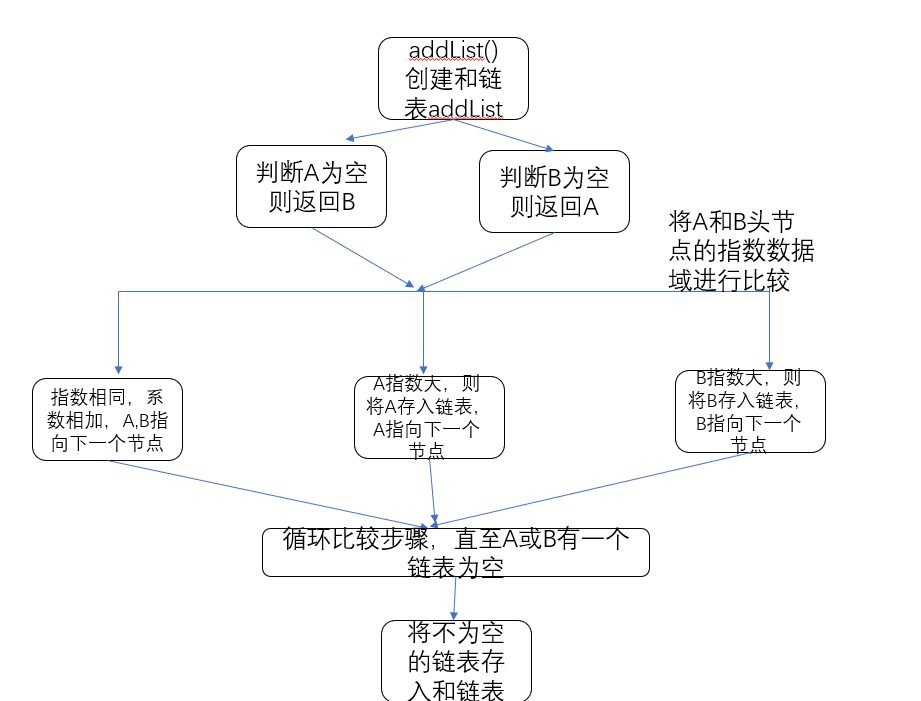 addList()
创建和链
表addList
判断A为空
则返回B
判断B为空
则返回A
将A和B头节
点的指数数据
域进行比较
指数相同，系
数相加，A,B指
向下一个节点
A指数大，则
将A存入链表，
A指向下一个
节点
B指数大，则
将B存入链表，
B指向下一个
节点
循环比较步骤，直至A或B有一个
链表为空
将不为空
的链表存
入和链表